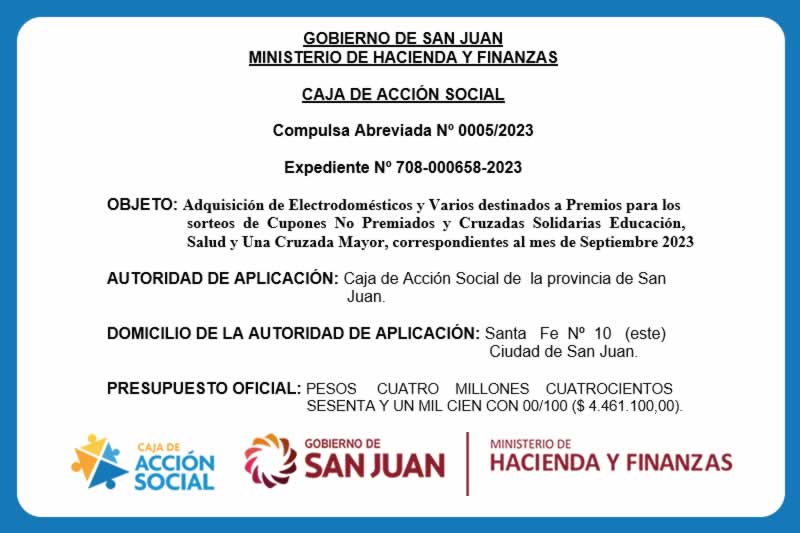 GOBIERNO DE SAN JUAN
MINISTERIO DE HACIENDA Y FINANZAS
CAJA DE ACCIÓN SOCIAL
Compulsa Abreviada Nº 0005/2023
Expediente Nº 708-000658-2023
OBJETO: Adquisición de Electrodomésticos y Varios destinados a Premios para los
sorteos de Cupones No Premiados y Cruzadas Solidarias Educación,
Salud y Una Cruzada Mayor, correspondientes al mes de Septiembre 2023
AUTORIDAD DE APLICACIÓN: Caja de Acción Social de la provincia de San
Juan.
DOMICILIO DE LA AUTORIDAD DE APLICACIÓN: Santa Fe Nº 10 (este)
Ciudad de San Juan.
PRESUPUESTO OFICIAL: PESOS CUATRO MILLONES CUATROCIENTOS
SESENTA Y UN MIL CIEN CON 00/100 ($ 4.461.100,00).
CAJA DE
ACCIÓN
SOCIAL
GOBIERNO DE
SAN JUAN
MINISTERIO DE
HACIENDA Y FINANZAS